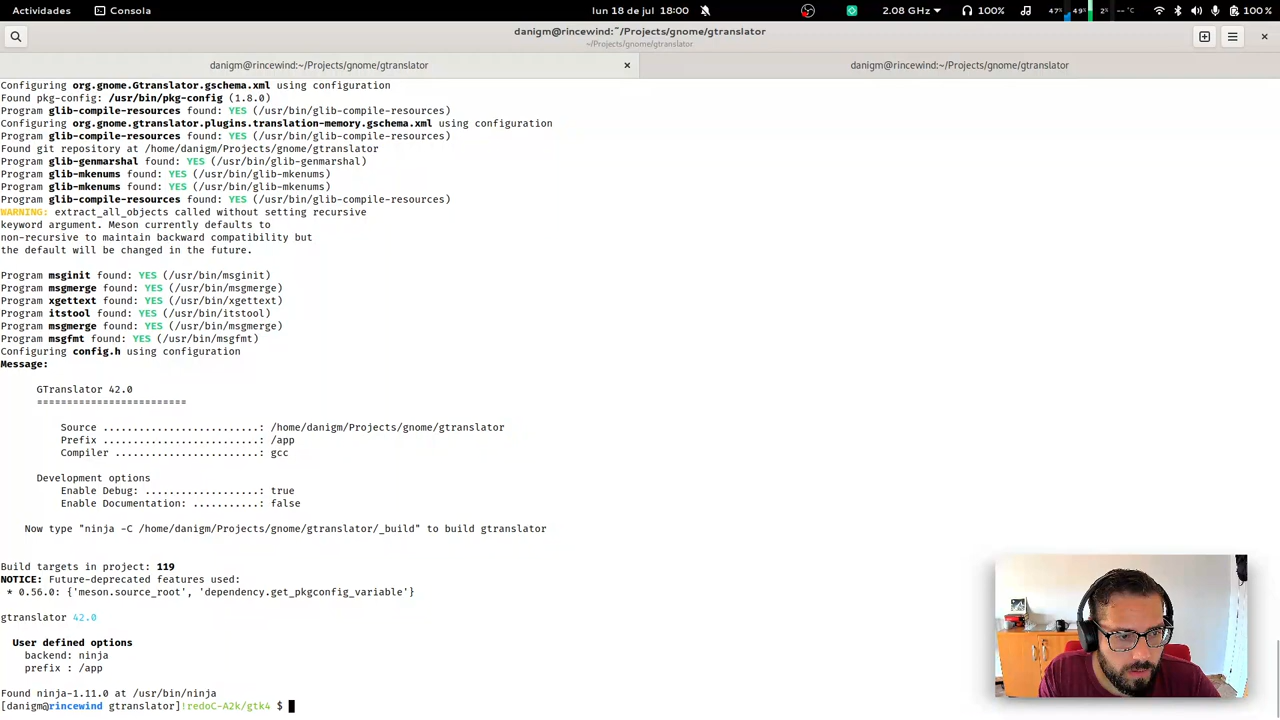 Actividades Consola lun 18 de jul 18:00 2.08 GHz 100% 47% 49% 2% --°C 100 %
danigm@rincewind:~/Projects/gnome/gtranslator
~/Projects/gnome/gtranslator
danigm@rincewind:~/Projects/gnome/gtranslator danigm@rincewind:~/Projects/gnome/gtranslator
Configuring org.gnome.Gtranslator.gschema.xml using configuration
Found pkg-config: /usr/bin/pkg-config (1.8.0)
Program glib-compile-resources found: YES (/usr/bin/glib-compile-resources)
Configuring org.gnome.gtranslator.plugins.translation-memory.gschema.xml using configuration
Program glib-compile-resources found: YES (/usr/bin/glib-compile-resources)
Found git repository at /home/danigm/Projects/gnome/gtranslator
Program glib-genmarshal found: YES (/usr/bin/glib-genmarshal)
Program glib-mkenums found: YES (/usr/bin/glib-mkenums)
Program glib-mkenums found: YES (/usr/bin/glib-mkenums)
Program glib-compile-resources found: YES (/usr/bin/glib-compile-resources)
WARNING: extract_all_objects called without setting recursive
keyword argument. Meson currently defaults to
non-recursive to maintain backward compatibility but
the default will be changed in the future.
Program msginit found: YES (/usr/bin/msginit)
Program msgmerge found: YES (/usr/bin/msgmerge)
Program xgettext found: YES (/usr/bin/xgettext)
Program itstool found: YES (/usr/bin/itstool)
Program msgmerge found: YES (/usr/bin/msgmerge)
Program msgfmt found: YES (/usr/bin/msgfmt)
Configuring config.h using configuration
Message:
GTranslator 42.0
=========================
Source ..........................: /home/danigm/Projects/gnome/gtranslator
Prefix ..........................: /app
Compiler ........................: gcc
Development options
Enable Debug: ...................: true
Enable Documentation: ...........: false
Now type "ninja -C /home/danigm/Projects/gnome/gtranslator/_build" to build gtranslator
Build targets in project: 119
NOTICE: Future-deprecated features used:
* 0.56.0: {'meson.source_root', 'dependency.get_pkgconfig_variable'}
gtranslator 42.0
User defined options
backend: ninja
prefix : /app
Found ninja-1.11.0 at /usr/bin/ninja
[danigm@rincewind gtranslator]!redoC-A2k/gtk4 $